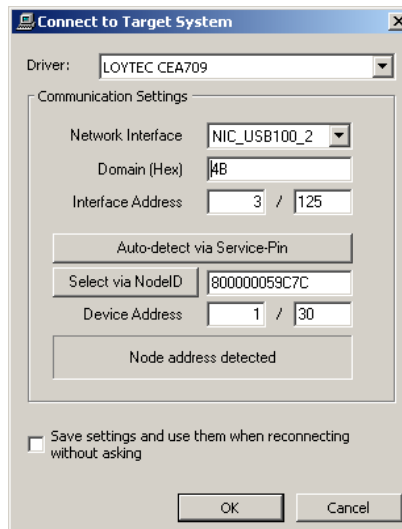 Connect to Target System
Driver: LOYTEC CEA709
Communication Settings
Network Interface NIC_USB100_2
Domain (Hex) 4B
Interface Address 3 / 125
Auto-detect via Service-Pin
Select via NodeID 800000059C7C
Device Address 1 / 30
Node address detected
Save settings and use them when reconnecting
without asking
OK Cancel